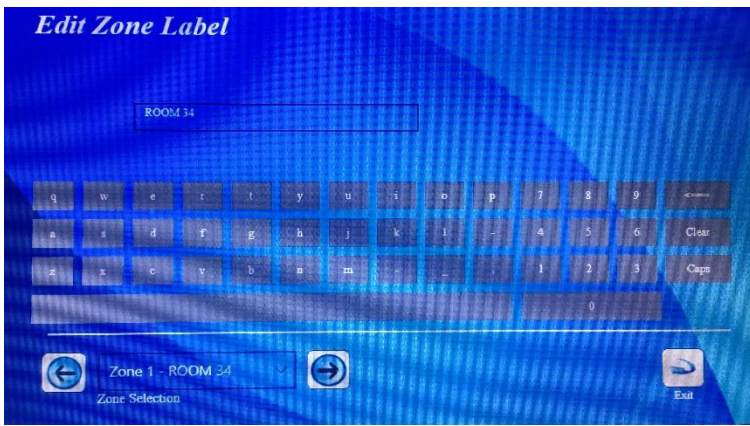 Edit Zone Label
ROOM 34
q w e r t y u i o p 7 8 9 <----
a s d f g h j k l - 4 5 6 Clear
z x c v b n m - _ . 1 2 3 Caps
0
Zone 1 - ROOM 34
Zone Selection
Exit